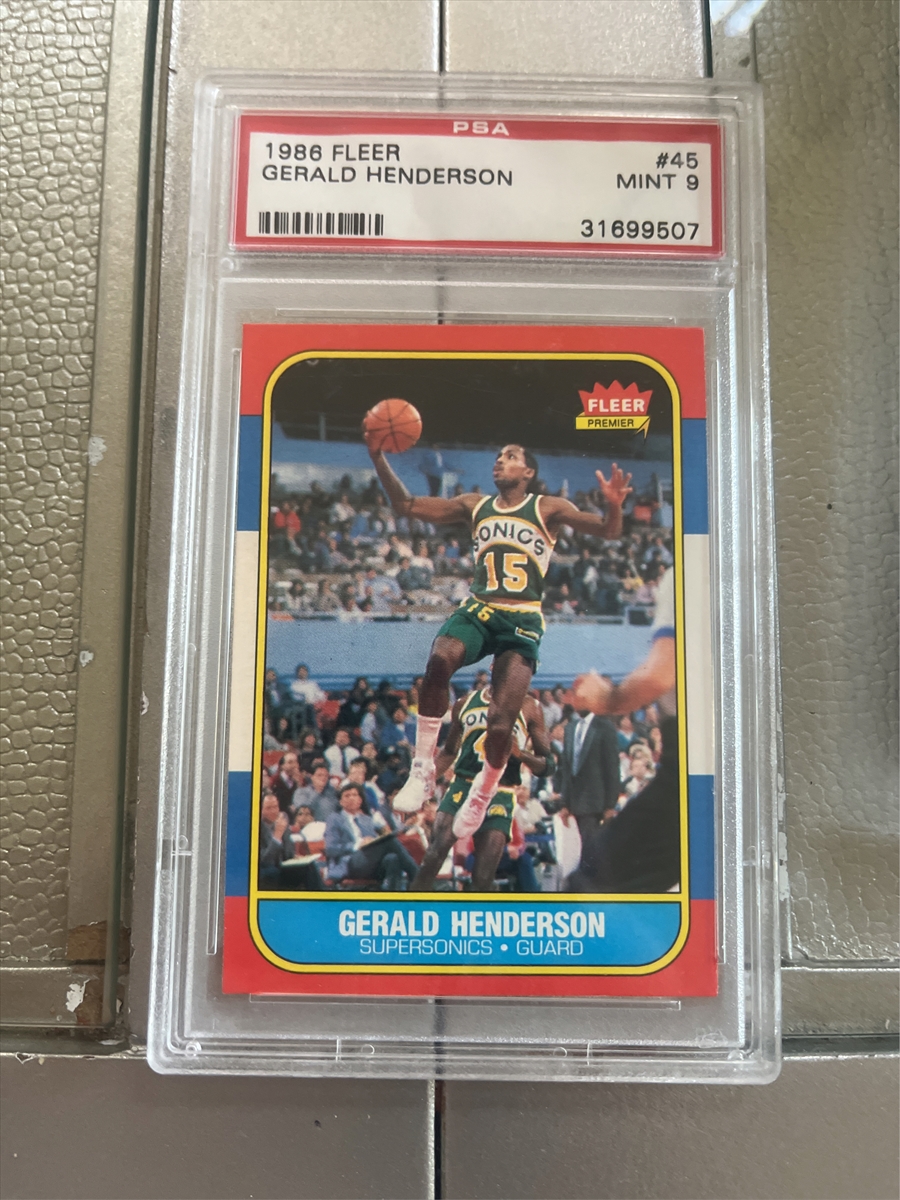 PSA
1986 FLEER #45
GERALD HENDERSON MINT 9
31699507
FLEER
PREMIER
SONICS
15
15
GERALD HENDERSON
SUPERSONICS • GUARD